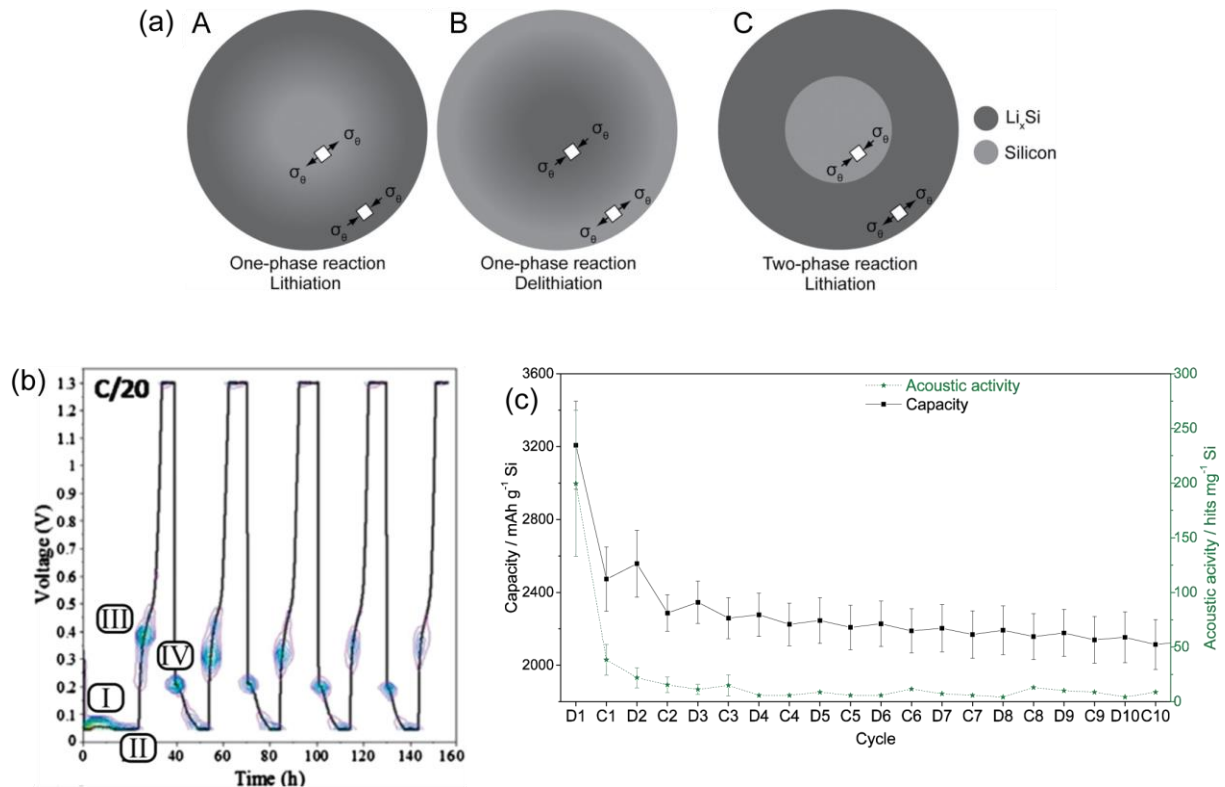 (a) A B C
σθ σθ σθ σθ σθ σθ
σθ σθ σθ σθ σθ σθ
LixSi
Silicon
One-phase reaction
Lithiation
One-phase reaction
Delithiation
Two-phase reaction
Lithiation
(b)
C/20
Voltage (V)
1.3
1.2
1.1
1
0.9
0.8
0.7
0.6
0.5
0.4
0.3
0.2
0.1
0
III
IV
I
II
0 20 40 60 80 100 120 140 160
Time (h)
(c)
Acoustic activity
Capacity
Capacity / mAh g⁻¹ Si
3600
3200
2800
2400
2000
Acoustic acivity / hits mg⁻¹ Si
300
250
200
150
100
50
0
D1 C1 D2 C2 D3 C3 D4 C4 D5 C5 D6 C6 D7 C7 D8 C8 D9 C9 D10 C10
Cycle